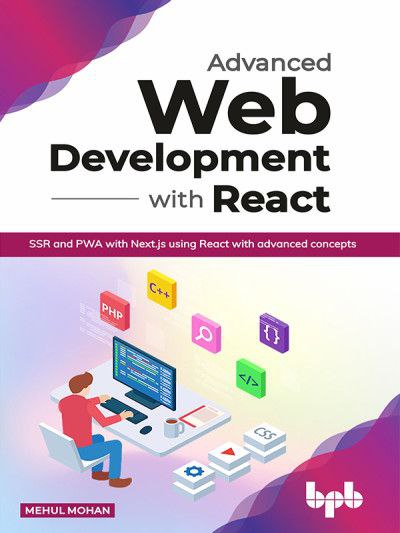 Advanced
Web
Development
with React
SSR and PWA with Next.js using React with advanced concepts
C++
PHP
{ }
</>
CSS
MEHUL MOHAN
bpb